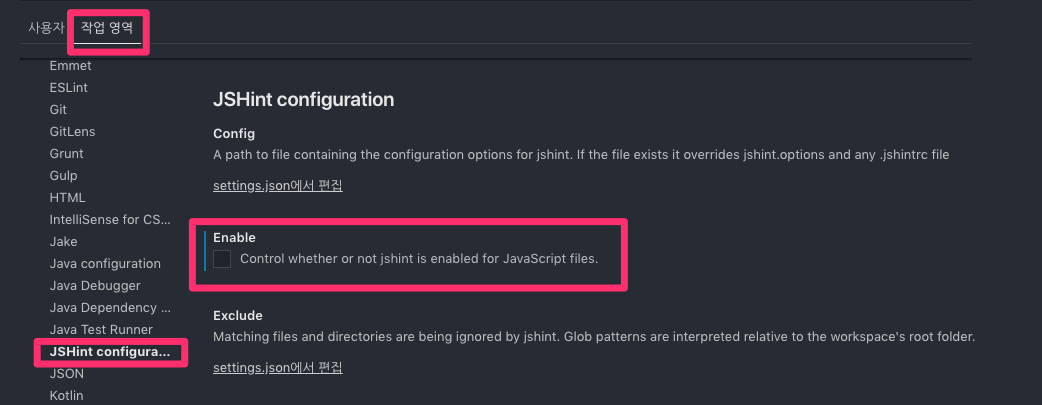 사용자
작업 영역
Emmet
ESLint
Git
GitLens
Grunt
Gulp
HTML
IntelliSense for CS...
Jake
Java configuration
Java Debugger
Java Dependency ...
Java Test Runner
JSHint configura...
JSON
Kotlin
JSHint configuration
Config
A path to file containing the configuration options for jshint. If the file exists it overrides jshint.options and any .jshintrc file
settings.json에서 편집
Enable
Control whether or not jshint is enabled for JavaScript files.
Exclude
Matching files and directories are being ignored by jshint. Glob patterns are interpreted relative to the workspace's root folder.
settings.json에서 편집